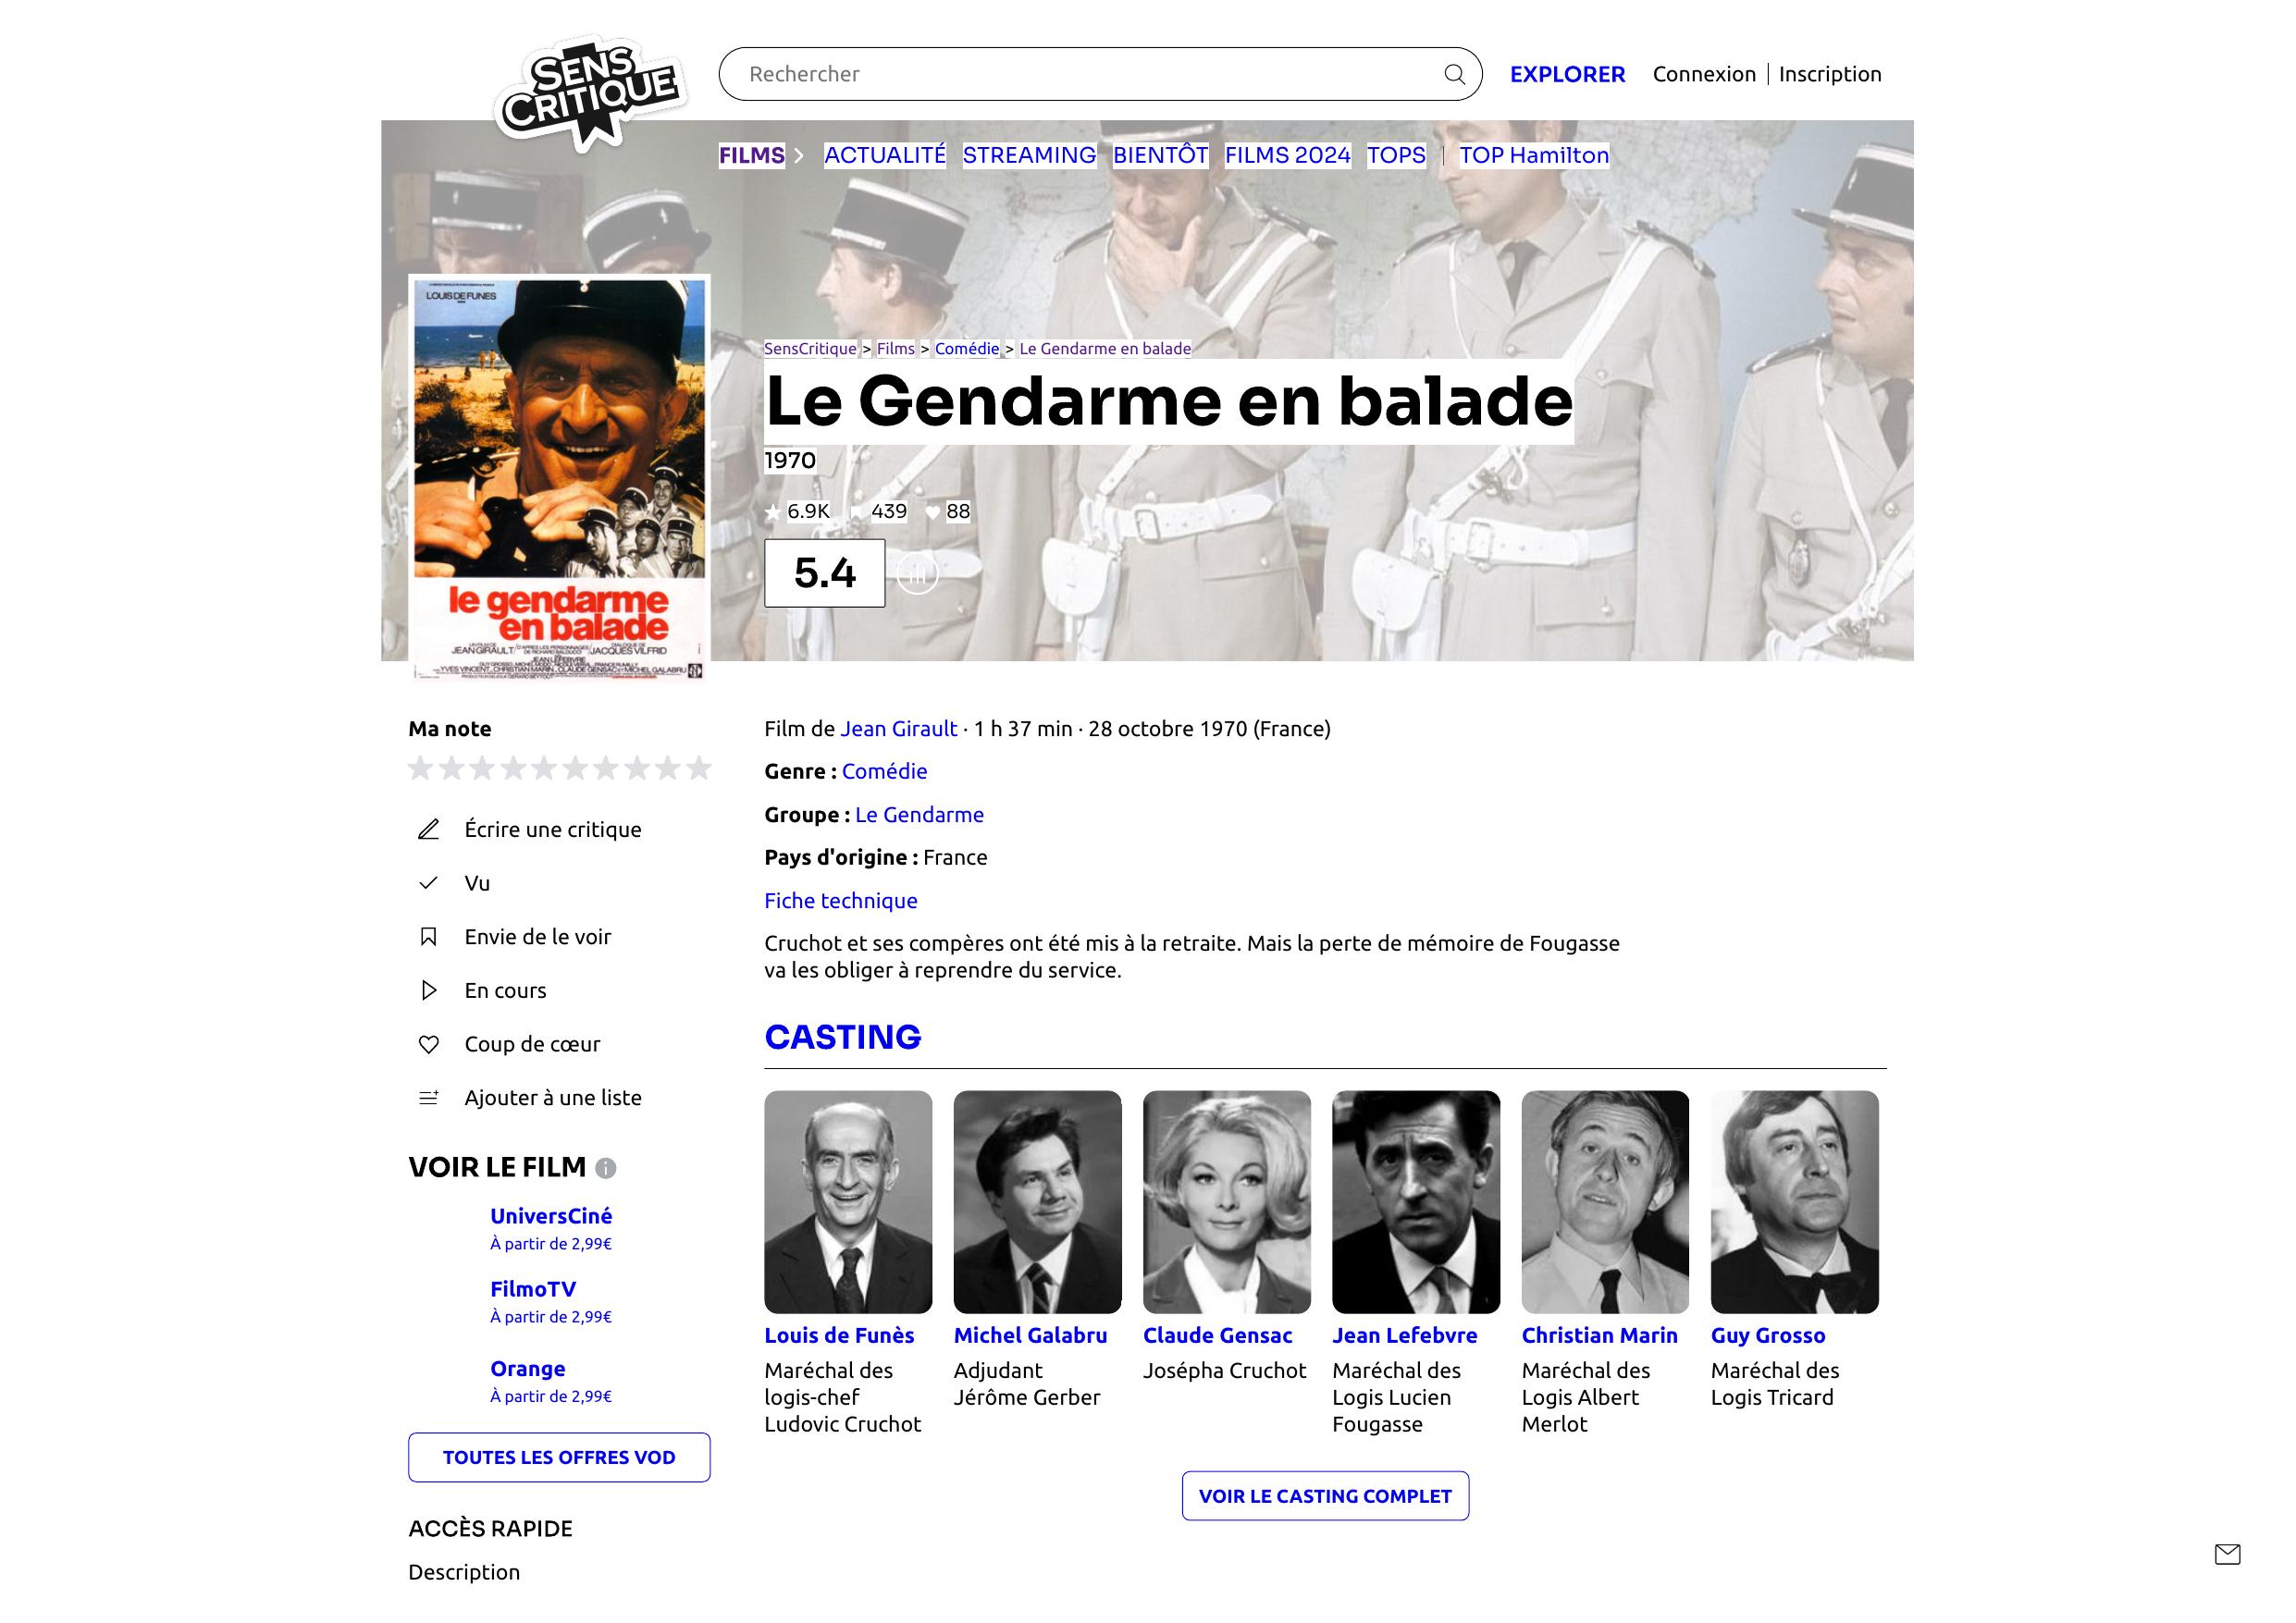 SENS
CRITIQUE
Rechercher
EXPLORER
Connexion
Inscription
FILMS
ACTUALITÉ
STREAMING
BIENTÔT
FILMS 2024
TOPS
TOP Hamilton
LOUIS DE FUNES
le gendarme
en balade
JEAN GIRAULT
JACQUES VILFRID
SensCritique > Films > Comédie > Le Gendarme en balade
Le Gendarme en balade
1970
6.9K
439
88
5.4
Ma note
Écrire une critique
Vu
Envie de le voir
En cours
Coup de cœur
Ajouter à une liste
VOIR LE FILM
UniversCiné
À partir de 2,99€
FilmoTV
À partir de 2,99€
Orange
À partir de 2,99€
TOUTES LES OFFRES VOD
ACCÈS RAPIDE
Description
Film de Jean Girault · 1 h 37 min · 28 octobre 1970 (France)
Genre : Comédie
Groupe : Le Gendarme
Pays d'origine : France
Fiche technique
Cruchot et ses compères ont été mis à la retraite. Mais la perte de mémoire de Fougasse
va les obliger à reprendre du service.
CASTING
Louis de Funès
Maréchal des
logis-chef
Ludovic Cruchot
Michel Galabru
Adjudant
Jérôme Gerber
Claude Gensac
Josépha Cruchot
Jean Lefebvre
Maréchal des
Logis Lucien
Fougasse
Christian Marin
Maréchal des
Logis Albert
Merlot
Guy Grosso
Maréchal des
Logis Tricard
VOIR LE CASTING COMPLET